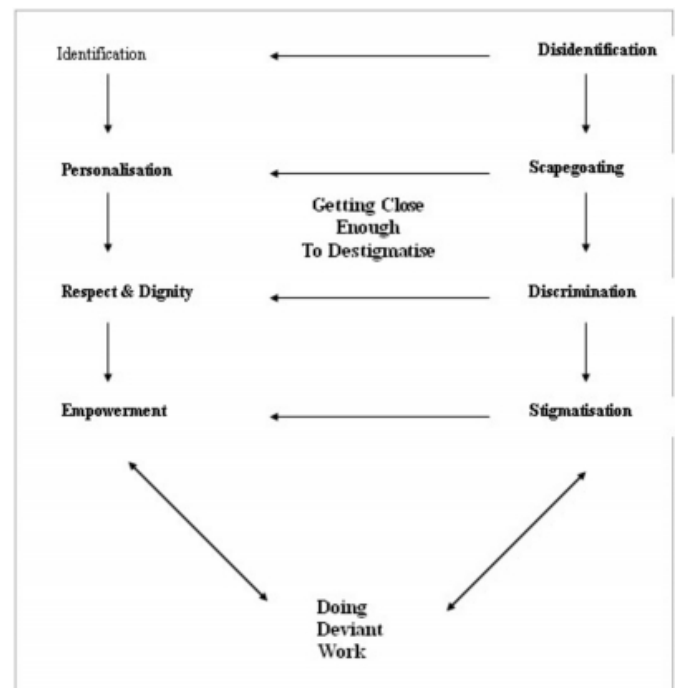 Identification Disidentification
Personalisation Scapegoating
Getting Close
Enough
To Destigmatise
Respect & Dignity Discrimination
Empowerment Stigmatisation
Doing
Deviant
Work